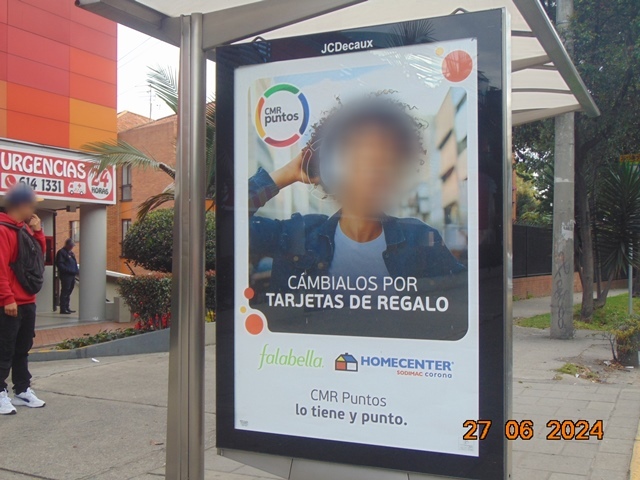 JCDecaux
CMR
puntos
CÁMBIALOS POR
TARJETAS DE REGALO
falabella.
HOMECENTER
SODIMAC corona
CMR Puntos
lo tiene y punto.
URGENCIAS
614 1331
24
HORAS
27 06 2024